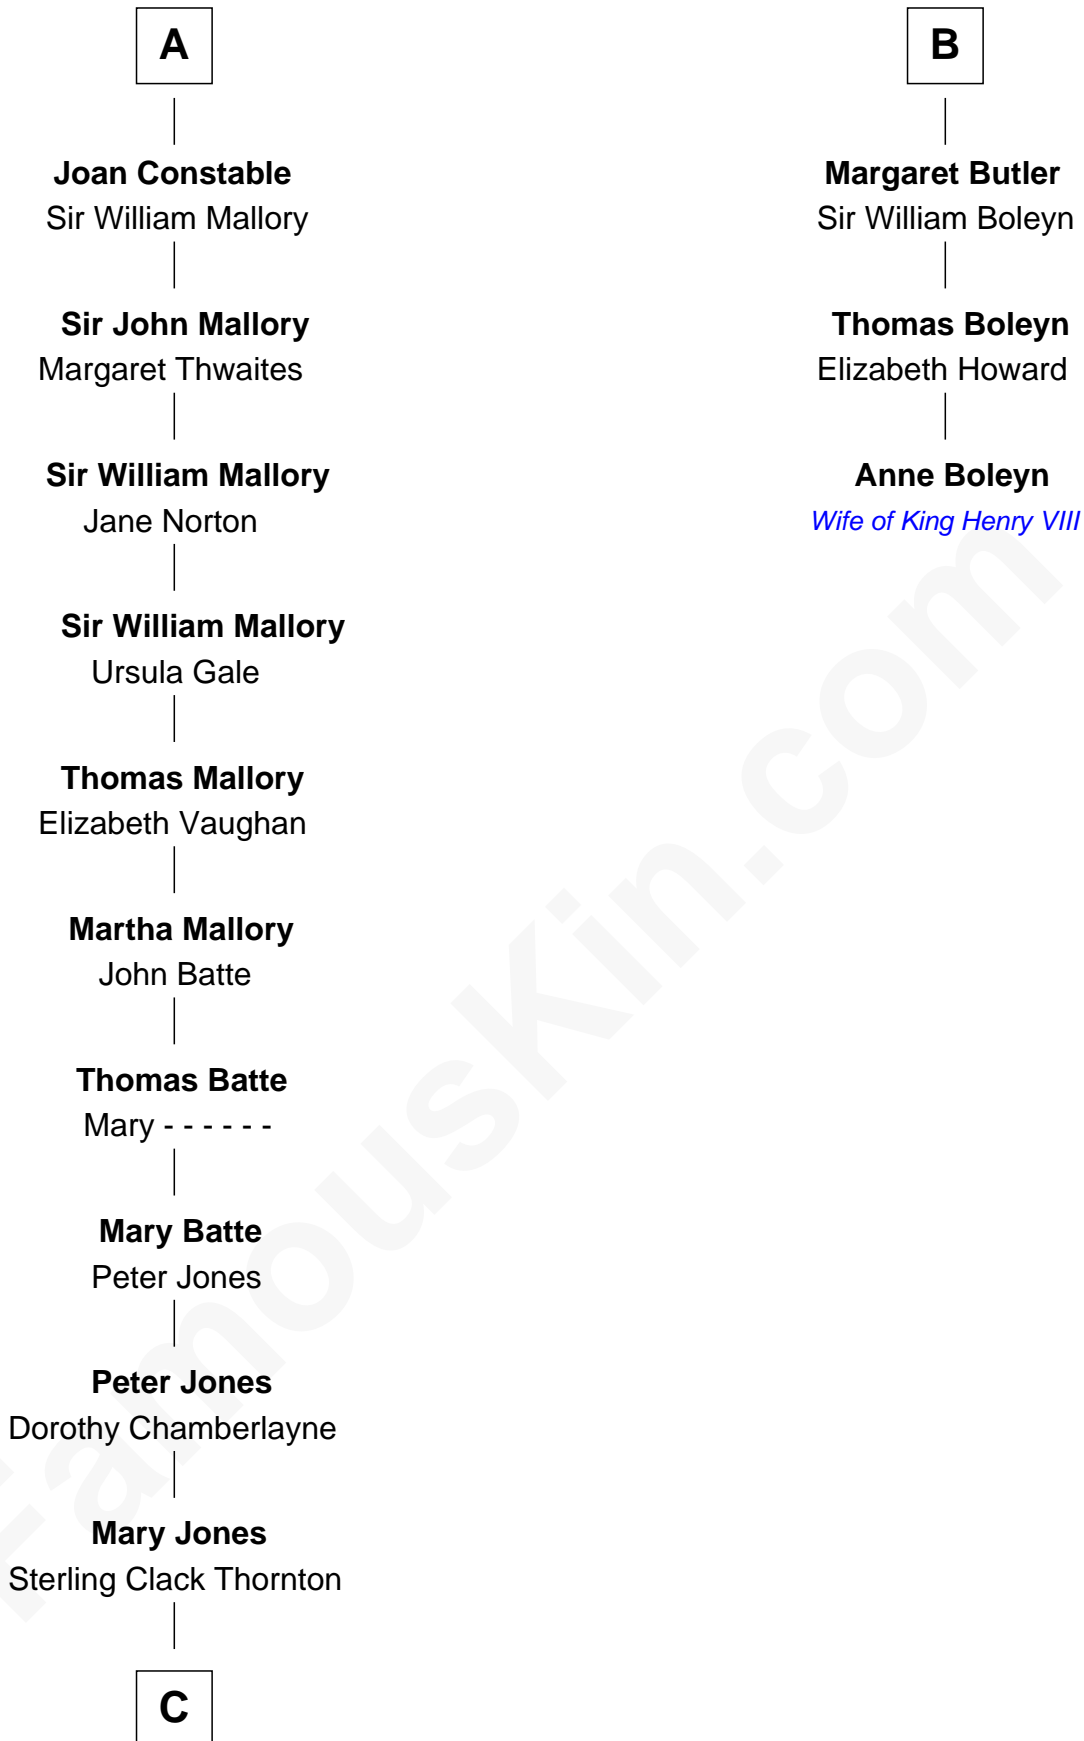 A
Joan Constable
Sir William Mallory
Sir John Mallory
Margaret Thwaites
Sir William Mallory
Jane Norton
Sir William Mallory
Ursula Gale
Thomas Mallory
Elizabeth Vaughan
Martha Mallory
John Batte
Thomas Batte
Mary - - - - - -
Mary Batte
Peter Jones
Peter Jones
Dorothy Chamberlayne
Mary Jones
Sterling Clack Thornton
C
B
Margaret Butler
Sir William Boleyn
Thomas Boleyn
Elizabeth Howard
Anne Boleyn
Wife of King Henry VIII
FamousKin.com